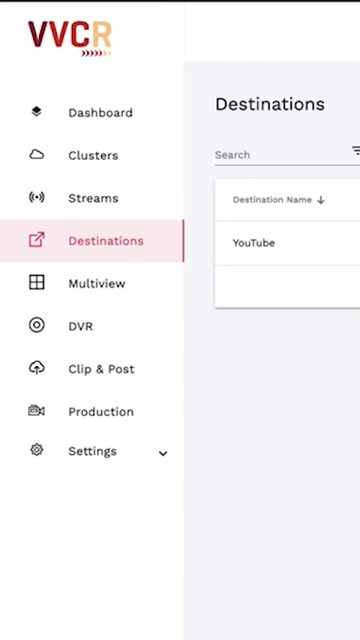 VVCR
Dashboard
Clusters
Streams
Destinations
Multiview
DVR
Clip & Post
Production
Settings
Destinations
Search
Destination Name
YouTube